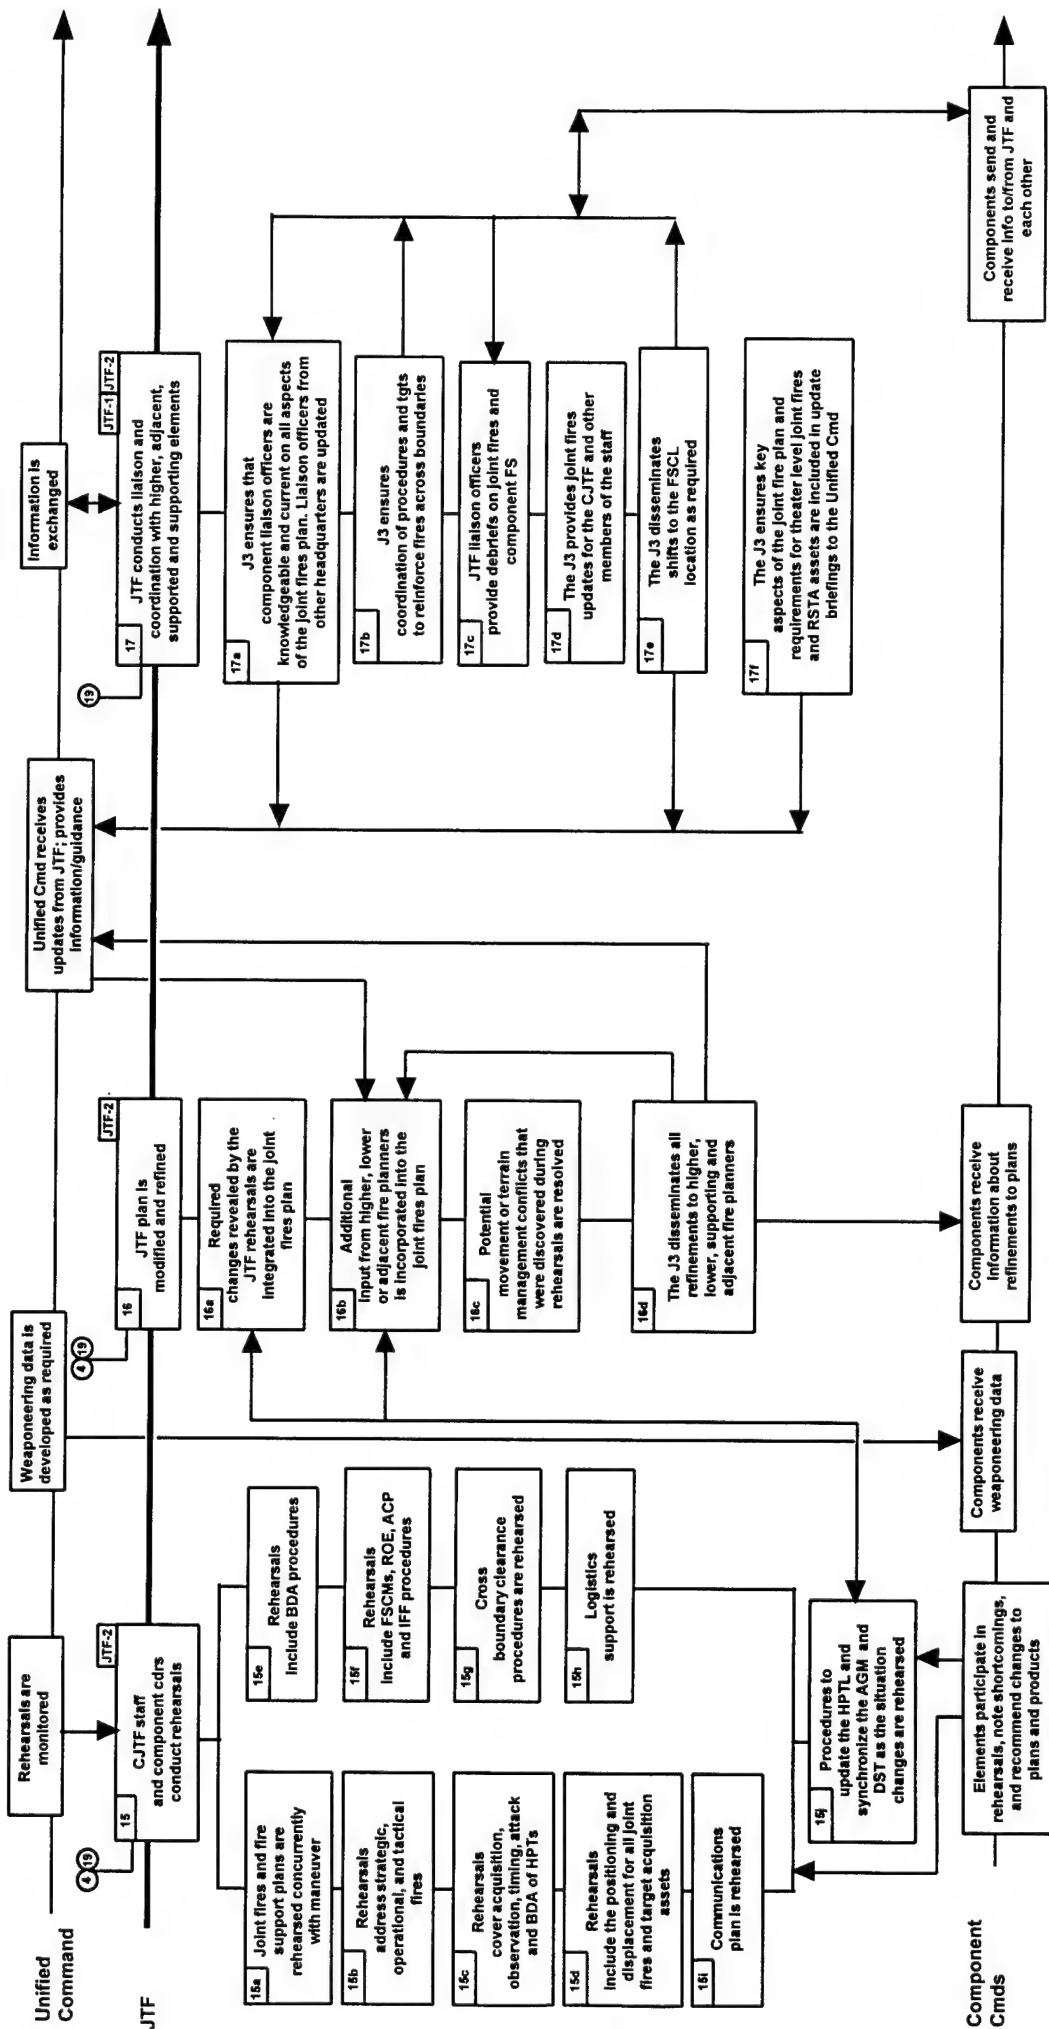 Unified
Command
Rehearsals are
monitored
Weaponeering data is
developed as required
Unified Cmd receives
updates from JTF; provides
information/guidance
Information is
exchanged
JTF
4 19
JTF-2
15
CJTF staff
and component cdrs
conduct rehearsals
15a
Joint fires and fire
support plans are
rehearsed concurrently
with maneuver
15b
Rehearsals
address strategic,
operational, and tactical
fires
15c
Rehearsals
cover acquisition,
observation, timing, attack
and BDA of HPTs
15d
Rehearsals
include the positioning and
displacement for all joint
fires and target acquisition
assets
15i
Communications
plan is rehearsed
15e
Rehearsals
include BDA procedures
15f
Rehearsals
include FSCMs, ROE, ACP
and IFF procedures
15g
Cross
boundary clearance
procedures are rehearsed
15h
Logistics
support is rehearsed
15j
Procedures to
update the HPTL and
synchronize the AGM and
DST as the situation
changes are rehearsed
4 19
JTF-2
16
JTF plan is
modified and refined
16a
Required
changes revealed by the
JTF rehearsals are
integrated into the joint
fires plan
16b
Additional
input from higher, lower
or adjacent fire planners
is incorporated into the
joint fires plan
16c
Potential
movement or terrain
management conflicts that
were discovered during
rehearsals are resolved
16d
The J3 disseminates all
refinements to higher,
lower, supporting and
adjacent fire planners
19
JTF-1 JTF-2
17
JTF conducts liaison and
coordination with higher, adjacent,
supported and supporting elements
17a
J3 ensures that
component liaison officers are
knowledgeable and current on all aspects
of the joint fires plan. Liaison officers from
other headquarters are updated
17b
J3 ensures
coordination of procedures and tgts
to reinforce fires across boundaries
17c
JTF liaison officers
provide debriefs on joint fires and
component FS
17d
The J3 provides joint fires
updates for the CJTF and other
members of the staff
17e
The J3 disseminates
shifts to the FSCL
location as required
17f
The J3 ensures key
aspects of the joint fire plan and
requirements for theater level joint fires
and RSTA assets are included in update
briefings to the Unified Cmd
Component
Cmds
Elements participate in
rehearsals, note shortcomings,
and recommend changes to
plans and products
Components receive
weaponeering data
Components receive
information about
refinements to plans
Components send and
receive info to/from JTF and
each other